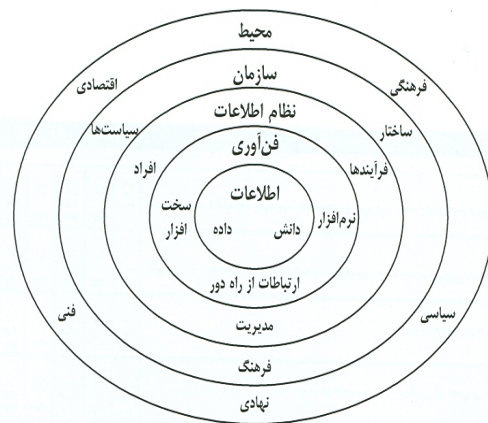 محیط
فرهنگی
اقتصادی
سازمان
ساختار
سیاست‌ها
نظام اطلاعات
فن‌آوری
فرآیندها
افراد
اطلاعات
نرم‌افزار
دانش
داده
سخت
افزار
ارتباطات از راه دور
سیاسی
فنی
مدیریت
فرهنگ
نهادی